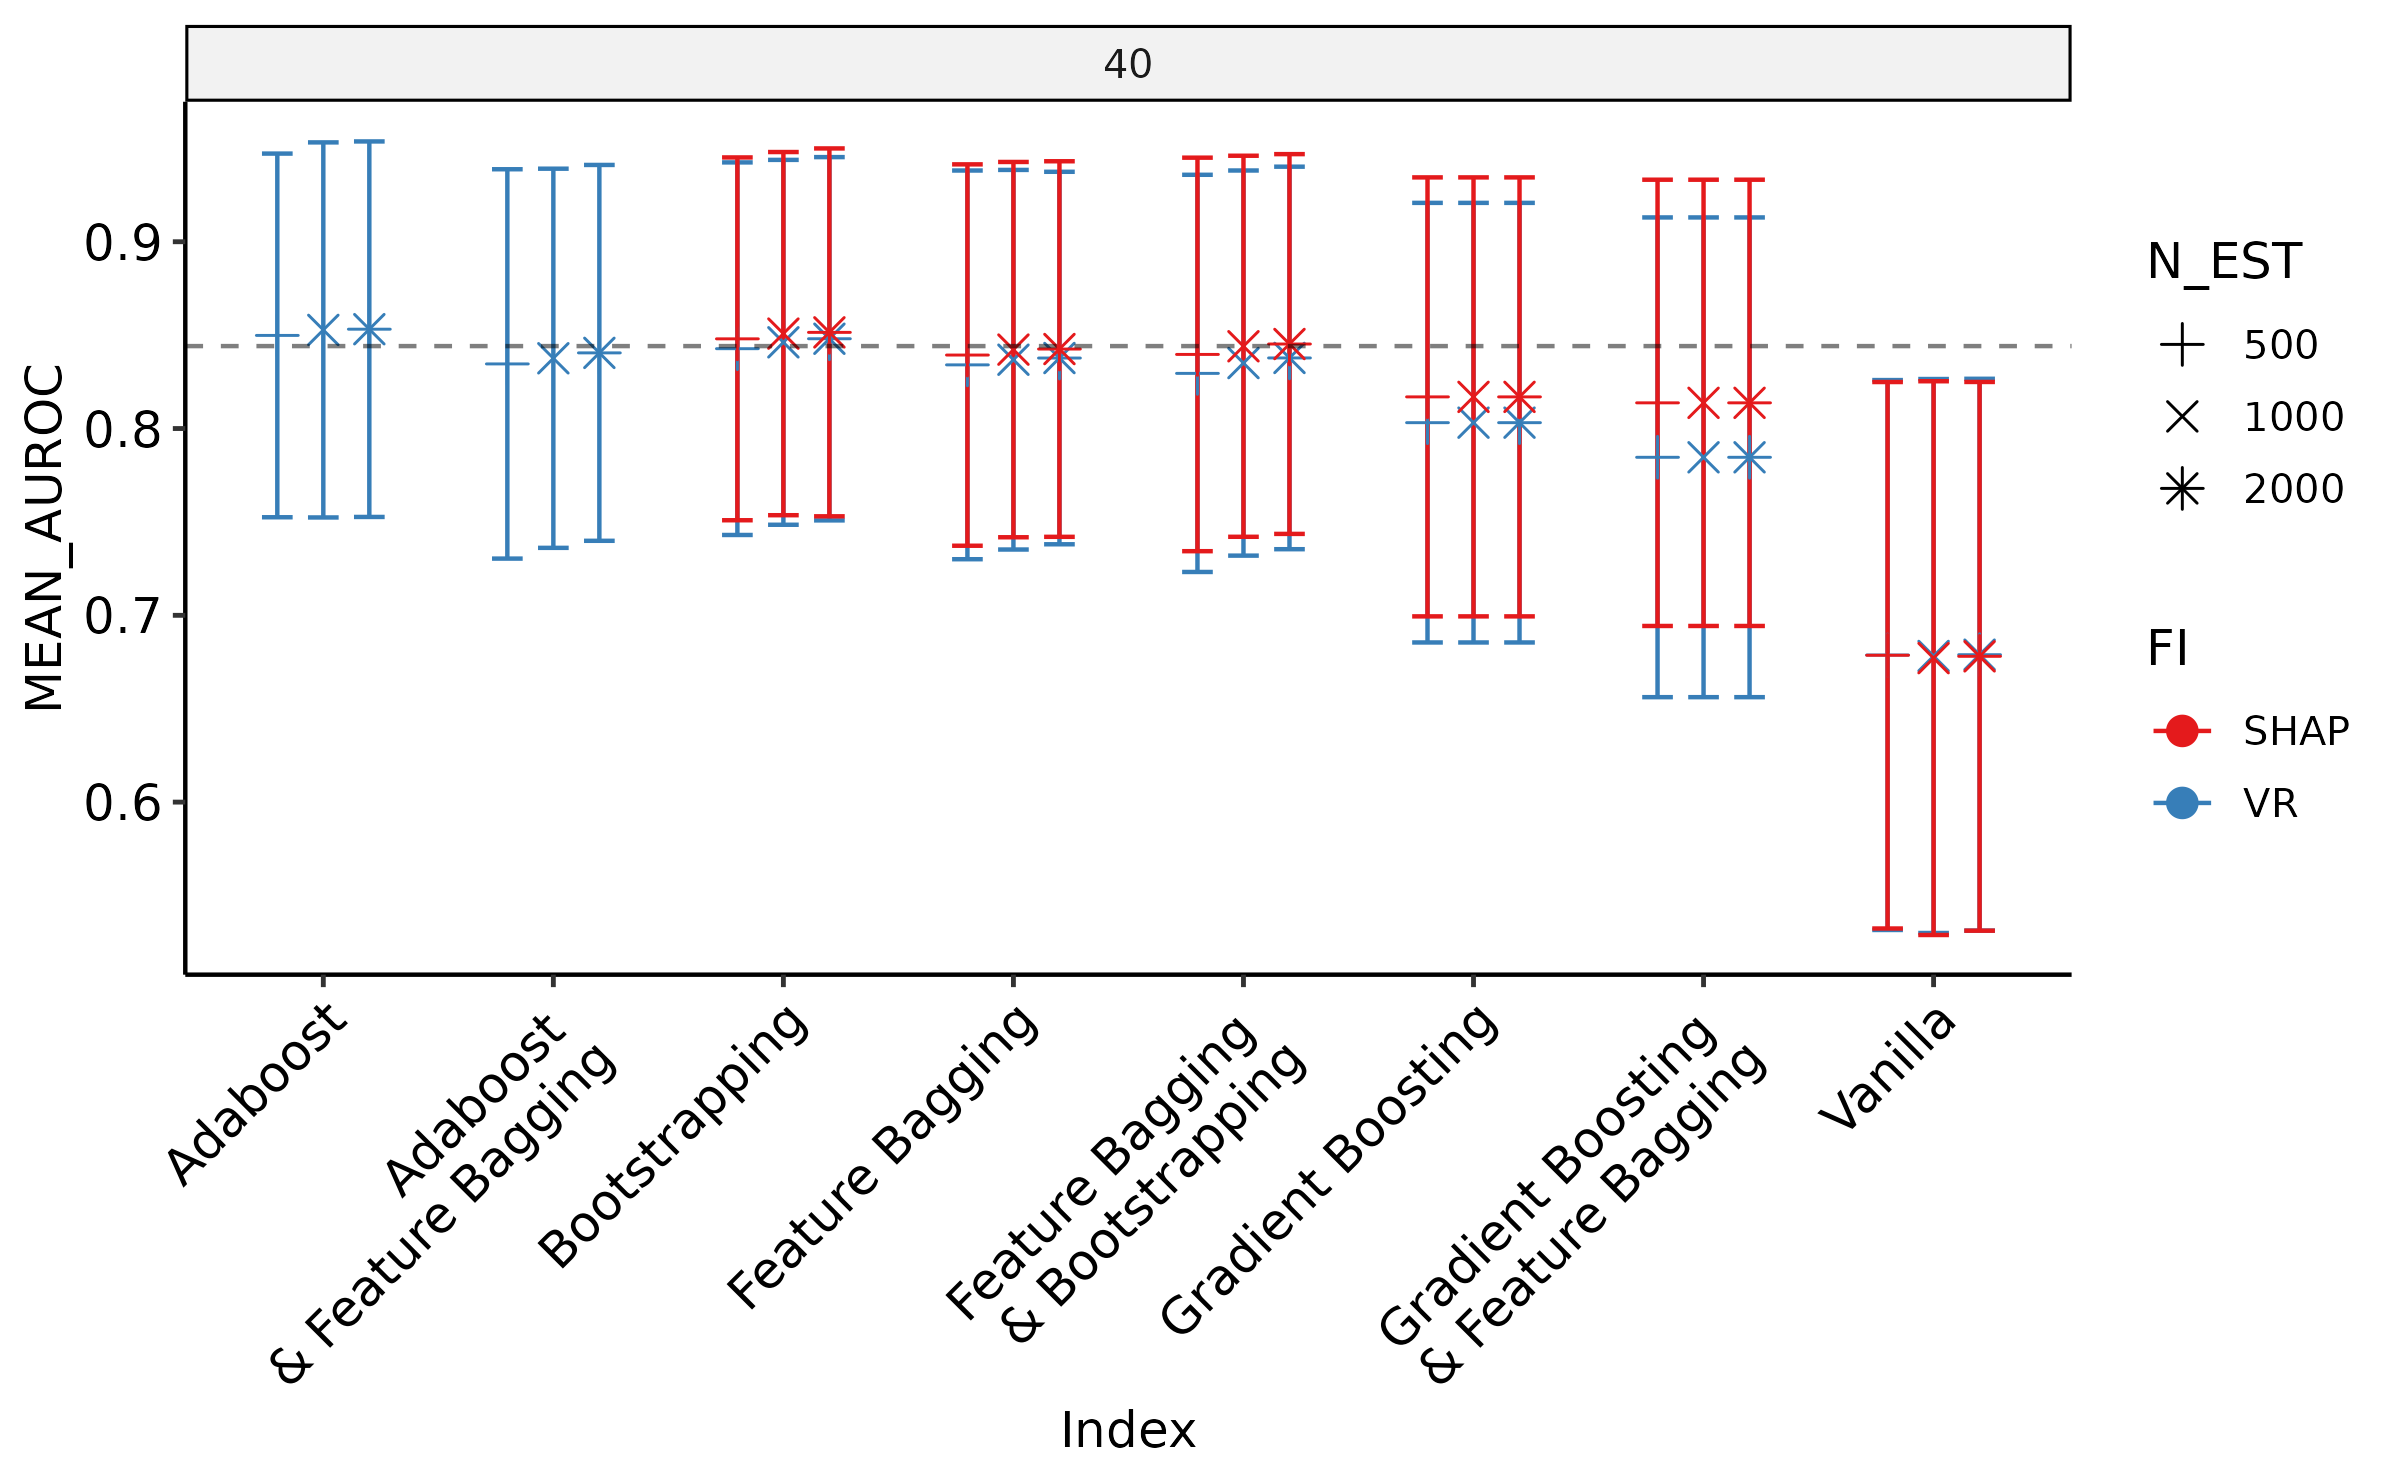 40
MEAN_AUROC
0.9
0.8
0.7
0.6
Adaboost
Adaboost
& Feature Bagging
Bootstrapping
Feature Bagging
Feature Bagging
& Bootstrapping
Gradient Boosting
Gradient Boosting
& Feature Bagging
Vanilla
Index
N_EST
500
1000
2000
FI
SHAP
VR